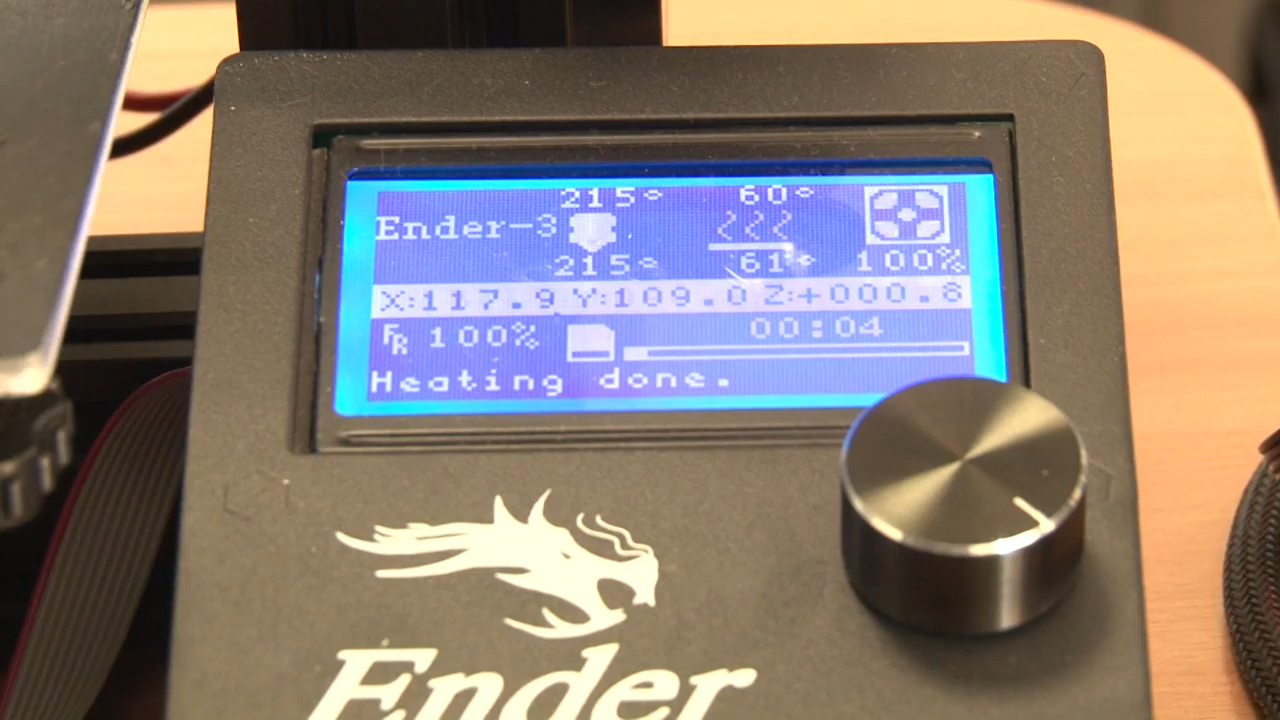 215° 60°
Ender-3
215° 61° 100%
X:117.9 Y:109.0 Z:+000.8
FR 100% 00:04
Heating done.
Ender